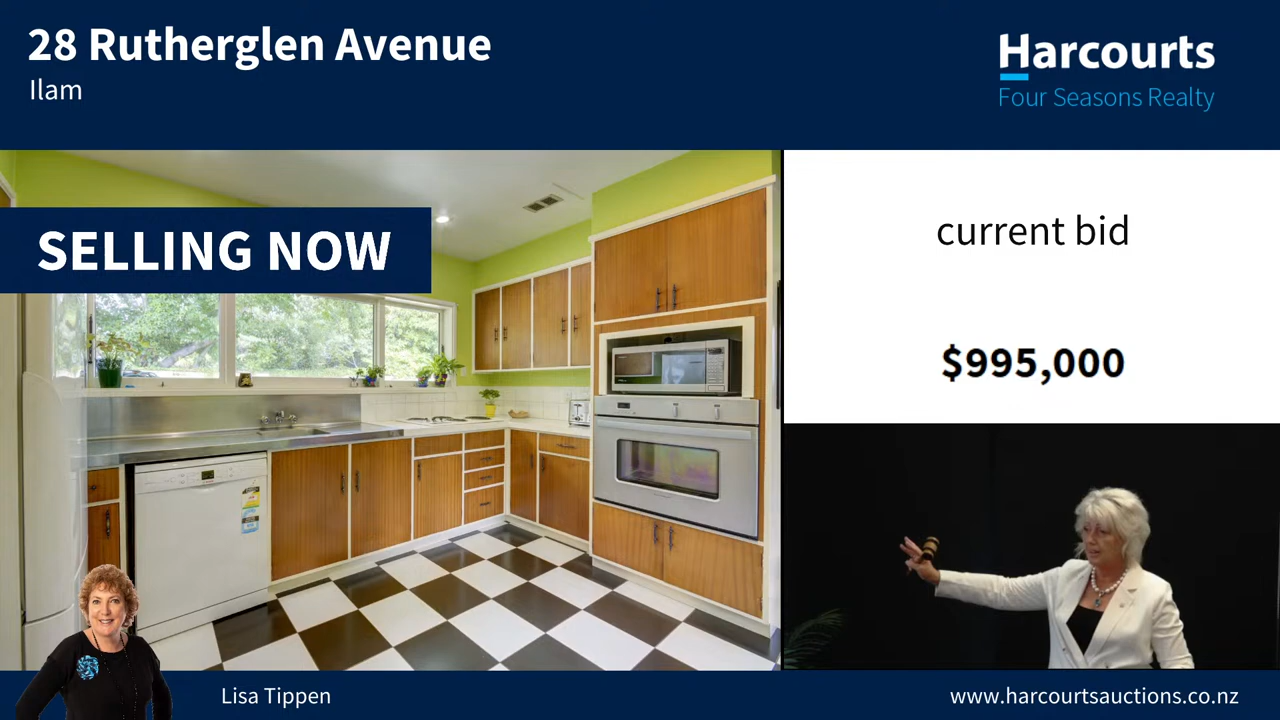 28 Rutherglen Avenue
Ilam
Harcourts
Four Seasons Realty
SELLING NOW
current bid
$995,000
Lisa Tippen
www.harcourtsauctions.co.nz